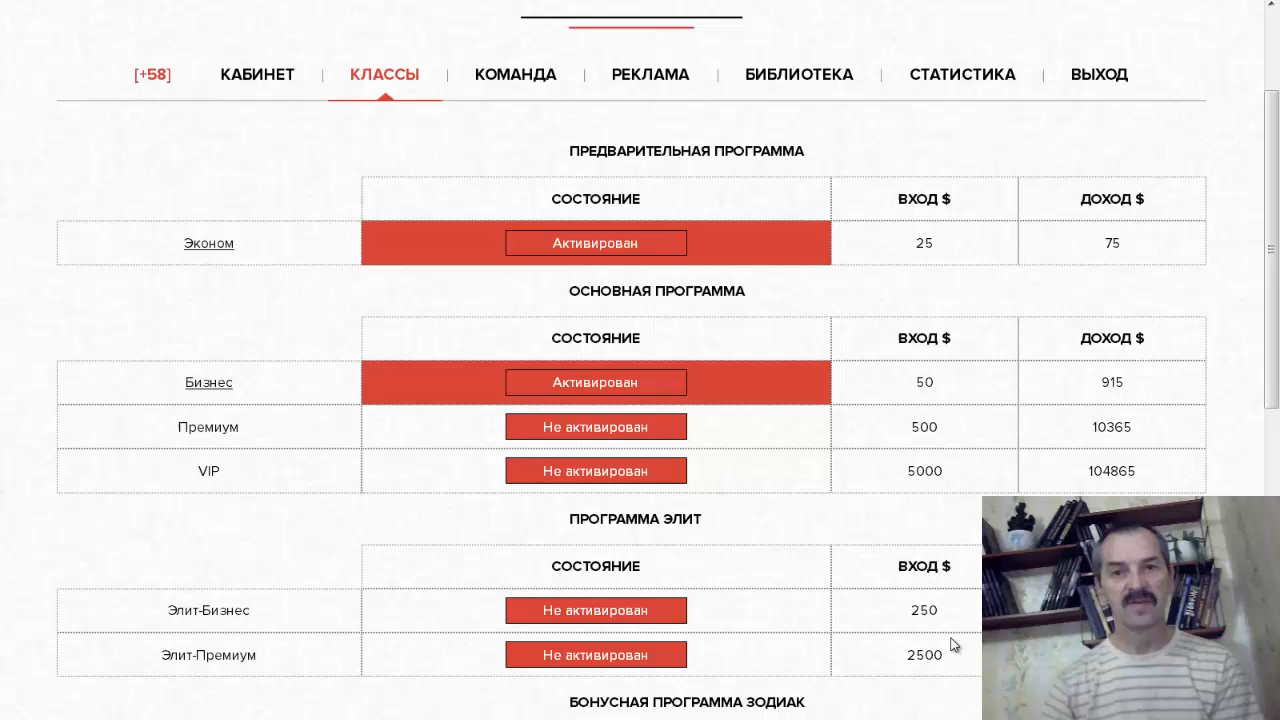 [+58] КАБИНЕТ | КЛАССЫ | КОМАНДА | РЕКЛАМА | БИБЛИОТЕКА | СТАТИСТИКА | ВЫХОД
ПРЕДВАРИТЕЛЬНАЯ ПРОГРАММА
СОСТОЯНИЕ ВХОД $ ДОХОД $
Эконом Активирован 25 75
ОСНОВНАЯ ПРОГРАММА
СОСТОЯНИЕ ВХОД $ ДОХОД $
Бизнес Активирован 50 915
Премиум Не активирован 500 10365
VIP Не активирован 5000 104865
ПРОГРАММА ЭЛИТ
СОСТОЯНИЕ ВХОД $
Элит-Бизнес Не активирован 250
Элит-Премиум Не активирован 2500
БОНУСНАЯ ПРОГРАММА ЗОДИАК